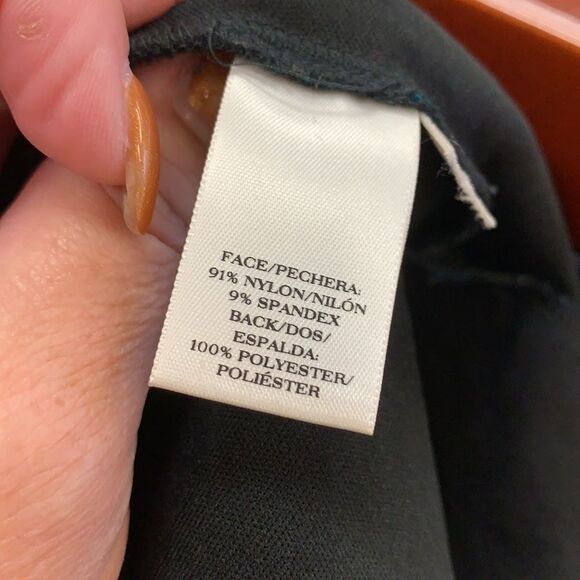 FACE/PECHERA:
91% NYLON/NILÓN
9% SPANDEX
BACK/DOS/
ESPALDA:
100% POLYESTER/
POLIÉSTER